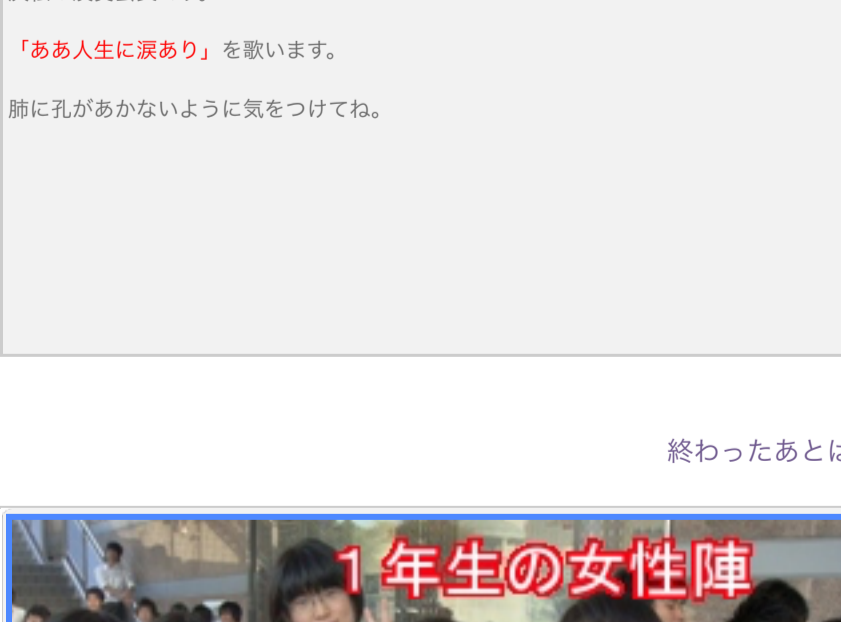 「ああ人生に涙あり」を歌います。
肺に孔があかないように気をつけてね。
終わったあとは
1年生の女性陣